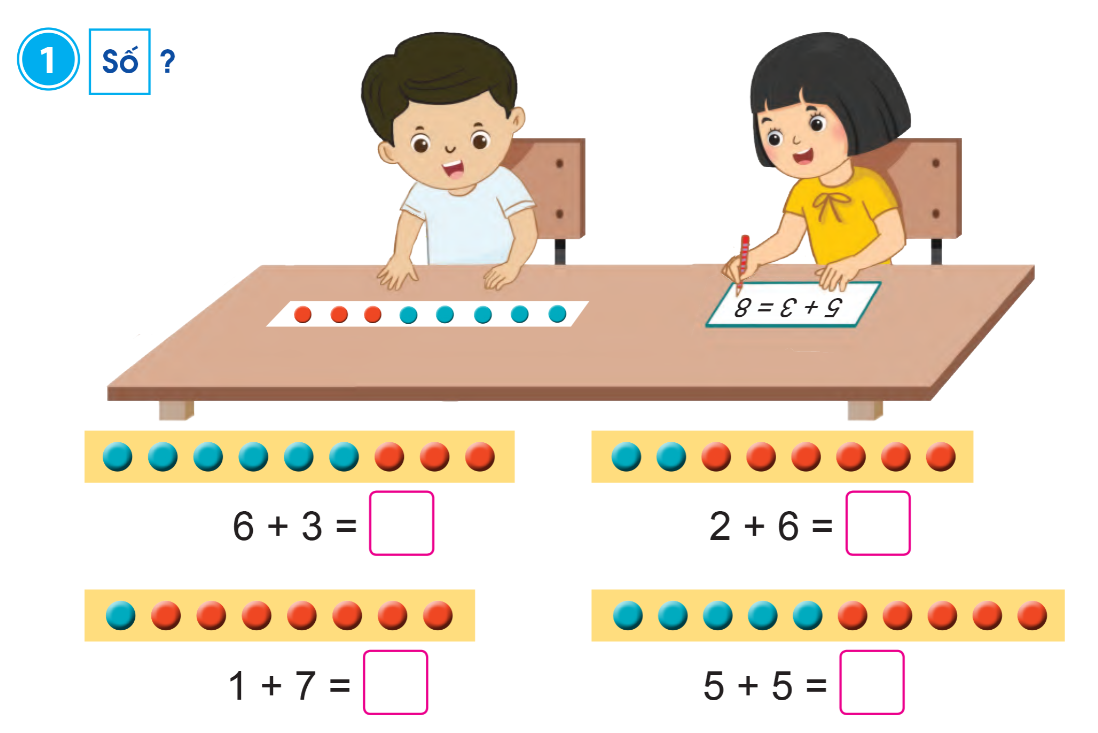 1 Số ?
5 + 3 = 8
6 + 3 =
2 + 6 =
1 + 7 =
5 + 5 =